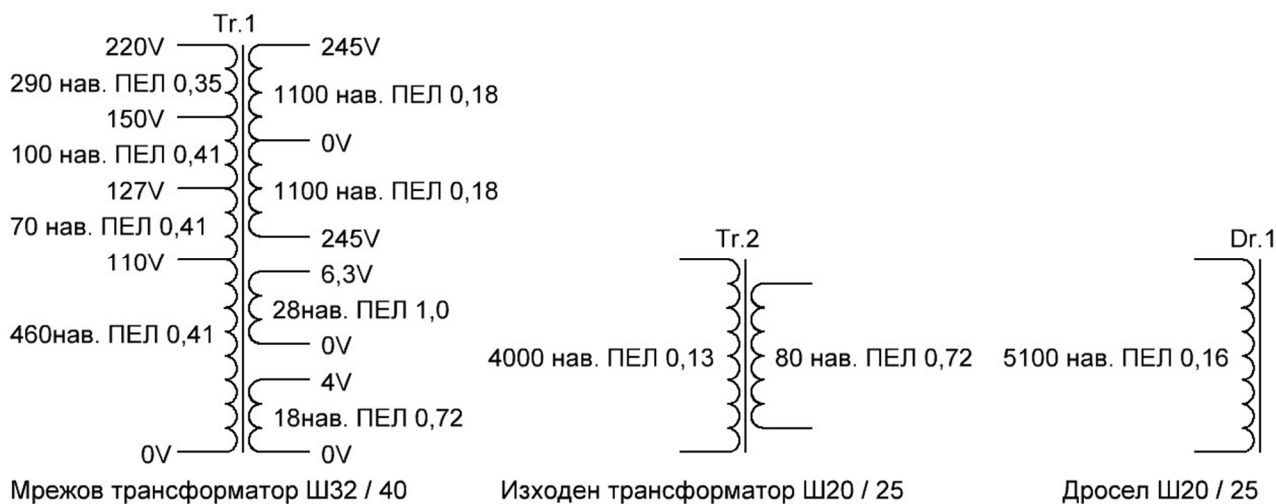 Tr.1
220V
245V
290 нав. ПЕЛ 0,35
1100 нав. ПЕЛ 0,18
150V
0V
100 нав. ПЕЛ 0,41
127V
1100 нав. ПЕЛ 0,18
70 нав. ПЕЛ 0,41
245V
110V
6,3V
28нав. ПЕЛ 1,0
460нав. ПЕЛ 0,41
0V
4V
18нав. ПЕЛ 0,72
0V
0V
Мрежов трансформатор Ш32 / 40
Tr.2
4000 нав. ПЕЛ 0,13
80 нав. ПЕЛ 0,72
Изходен трансформатор Ш20 / 25
Dr.1
5100 нав. ПЕЛ 0,16
Дросел Ш20 / 25